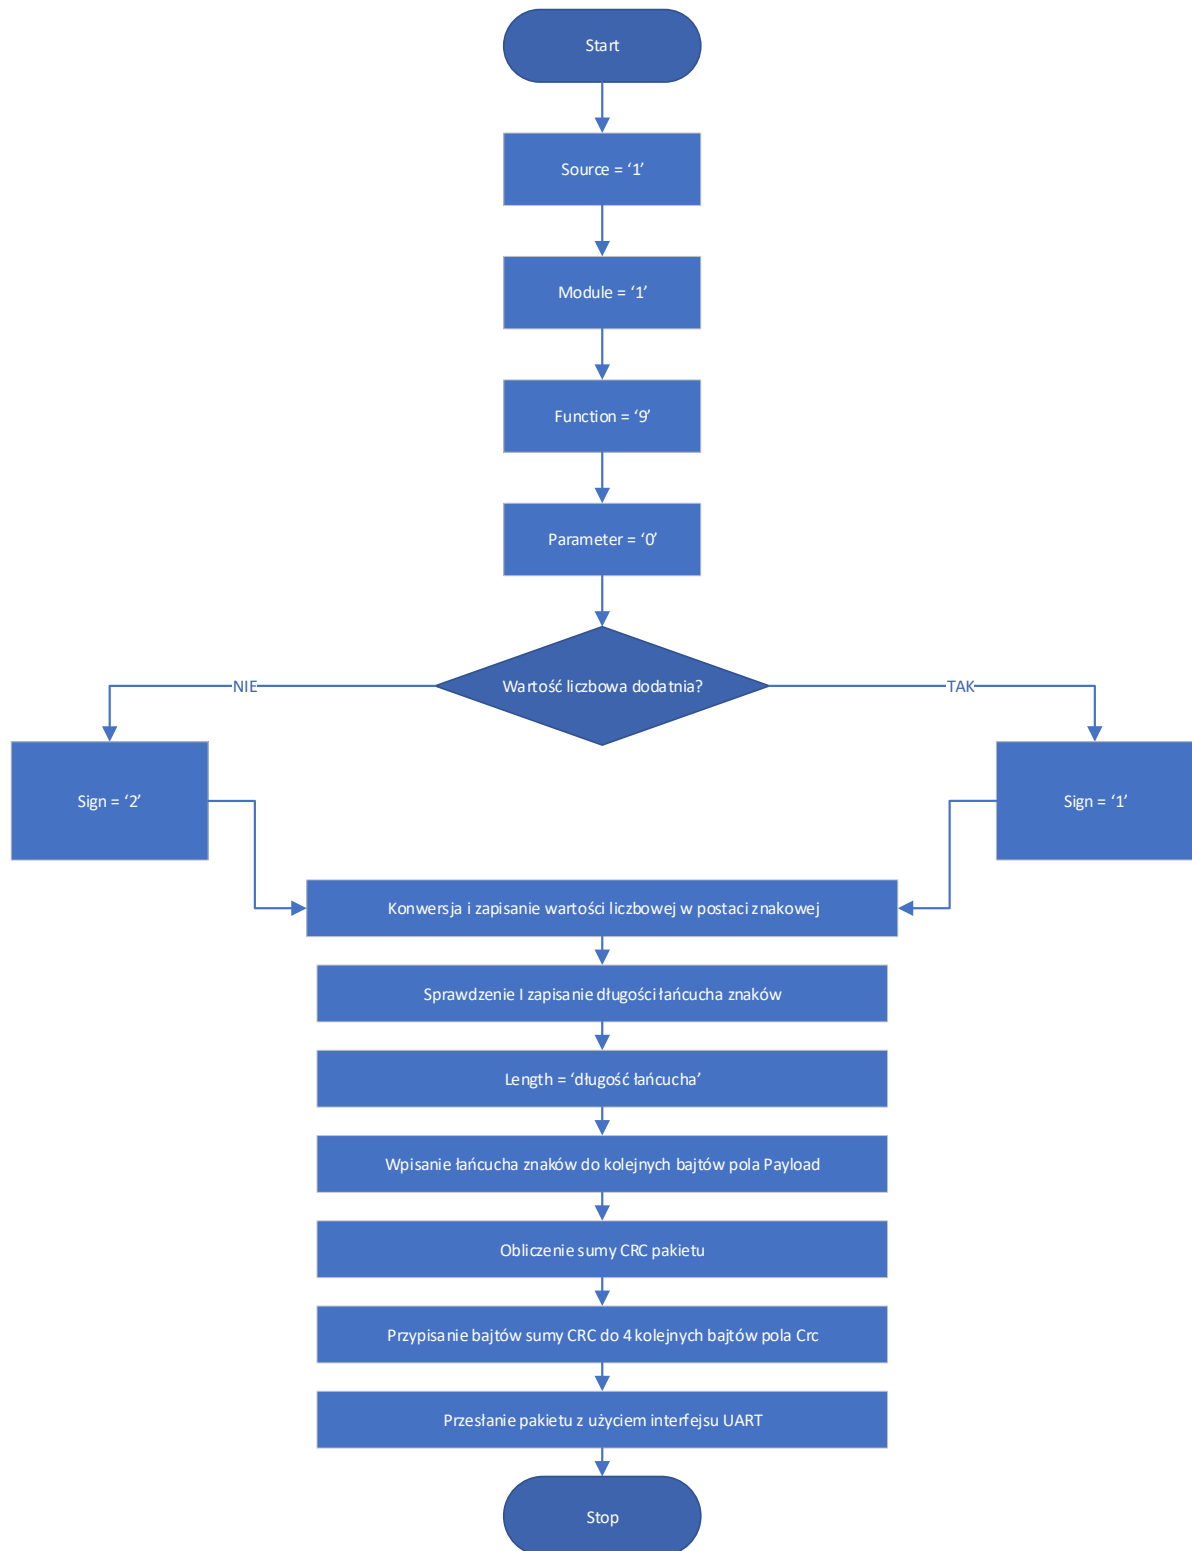 Start
Source = ‘1’
Module = ‘1’
Function = ‘9’
Parameter = ‘0’
Wartość liczbowa dodatnia?
NIE
TAK
Sign = ‘2’
Sign = ‘1’
Konwersja i zapisanie wartości liczbowej w postaci znakowej
Sprawdzenie I zapisanie długości łańcucha znaków
Length = ‘długość łańcucha’
Wpisanie łańcucha znaków do kolejnych bajtów pola Payload
Obliczenie sumy CRC pakietu
Przypisanie bajtów sumy CRC do 4 kolejnych bajtów pola Crc
Przesłanie pakietu z użyciem interfejsu UART
Stop